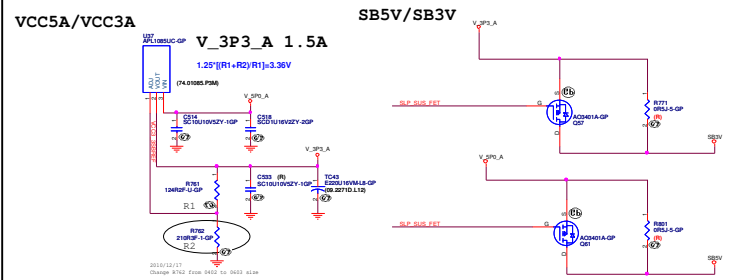 VCC5A/VCC3A
SB5V/SB3V
U37
APL1085UC-GP
V_3P3_A 1.5A
1.25*[(R1+R2)/R1]=3.36V
(74.01085.P3M)
ADJ
VOUT
VIN
1
2
3
V_5P0_A
C514
SC10U10V5ZY-1GP
C518
SCD1U16V2ZY-2GP
V_3P3_A
R761
124R2F-U-GP
R1
C533 (R)
SC10U10V5ZY-1GP
TC43
E220U16VM-L8-GP
(09.2271D.L12)
R762
210R3F-1-GP
R2
2010/12/17
Change R762 from 0402 to 0603 size
V_3P3_A
SLP_SUS_FET
G
S
D
AO3401A-GP
Q57
R771
0R5J-5-GP
(R)
SB3V
V_5P0_A
SLP_SUS_FET
G
S
D
AO3401A-GP
Q61
R801
0R5J-5-GP
(R)
SB5V